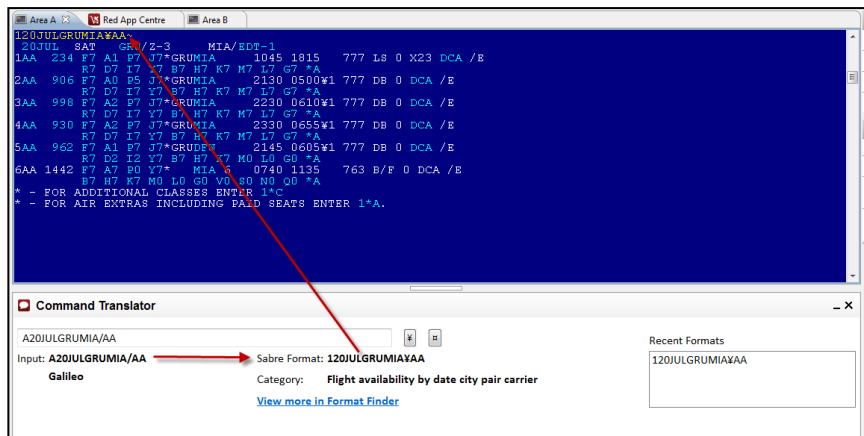 Area A
Red App Centre
Area B
120JULGRUMIA¥AA~
20JUL SAT GRU/Z-3 MIA/EDT-1
1AA 234 F7 A1 P7 J7*GRUMIA 1045 1815 777 LS 0 X23 DCA /E
R7 D7 I7 Y7 B7 H7 K7 M7 L7 G7 *A
2AA 906 F7 A0 P5 J7*GRUMIA 2130 0500¥1 777 DB 0 DCA /E
R7 D7 I7 Y7 B7 H7 K7 M7 L7 G7 *A
3AA 998 F7 A2 P7 J7*GRUMIA 2230 0610¥1 777 DB 0 DCA /E
R7 D7 I7 Y7 B7 H7 K7 M7 L7 G7 *A
4AA 930 F7 A2 P7 J7*GRUMIA 2330 0655¥1 777 DB 0 DCA /E
R7 D7 I7 Y7 B7 H7 K7 M7 L7 G7 *A
5AA 962 F7 A1 P7 J7*GRUDFW 2145 0605¥1 777 DB 0 DCA /E
R7 D2 I2 Y7 B7 H7 K7 M0 L0 G0 *A
6AA 1442 F7 A7 P0 Y7* MIA 6 0740 1135 763 B/F 0 DCA /E
B7 H7 K7 M0 L0 G0 V0 S0 N0 Q0 *A
* - FOR ADDITIONAL CLASSES ENTER 1*C
* - FOR AIR EXTRAS INCLUDING PAID SEATS ENTER 1*A.
Command Translator
A20JULGRUMIA/AA
¥ ¤
Recent Formats
Input: A20JULGRUMIA/AA
Sabre Format: 120JULGRUMIA¥AA
120JULGRUMIA¥AA
Galileo
Category: Flight availability by date city pair carrier
View more in Format Finder